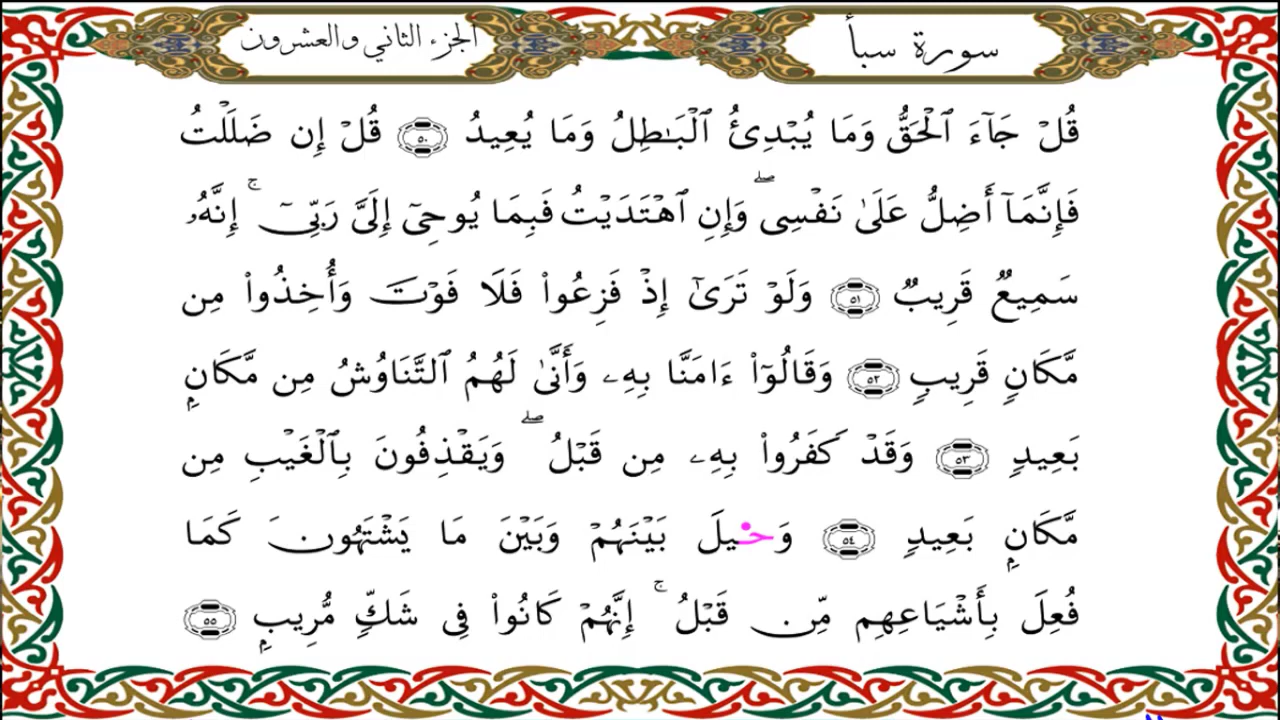 سورة سبأ
الجزء الثاني والعشرون
قُلۡ جَآءَ ٱلۡحَقُّ وَمَا يُبۡدِئُ ٱلۡبَٰطِلُ وَمَا يُعِيدُ ٥٠ قُلۡ إِن ضَلَلۡتُ
فَإِنَّمَآ أَضِلُّ عَلَىٰ نَفۡسِيۖ وَإِنِ ٱهۡتَدَيۡتُ فَبِمَا يُوحِيٓ إِلَيَّ رَبِّيٓۚ إِنَّهُۥ
سَمِيعٞ قَرِيبٞ ٥١ وَلَوۡ تَرَىٰٓ إِذۡ فَزِعُواْ فَلَا فَوۡتَ وَأُخِذُواْ مِن
مَّكَانٖ قَرِيبٖ ٥٢ وَقَالُوٓاْ ءَامَنَّا بِهِۦ وَأَنَّىٰ لَهُمُ ٱلتَّنَاوُشُ مِن مَّكَانِۭ
بَعِيدٖ ٥٣ وَقَدۡ كَفَرُواْ بِهِۦ مِن قَبۡلُۖ وَيَقۡذِفُونَ بِٱلۡغَيۡبِ مِن
مَّكَانِۭ بَعِيدٖ ٥٤ وَحۭيلَ بَيۡنَهُمۡ وَبَيۡنَ مَا يَشۡتَهُونَ كَمَا
فُعِلَ بِأَشۡيَاعِهِم مِّن قَبۡلُۚ إِنَّهُمۡ كَانُواْ فِي شَكّٖ مُّرِيبِۭ ٥٥